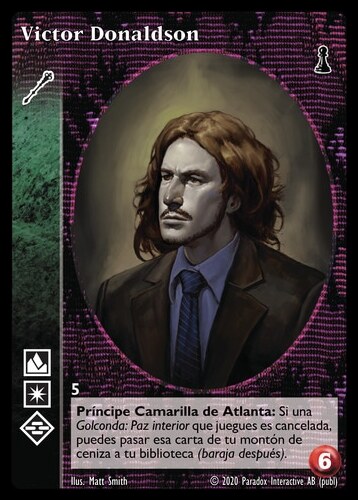 Victor Donaldson
5
Príncipe Camarilla de Atlanta: Si una
Golconda: Paz interior que juegues es cancelada,
puedes pasar esa carta de tu montón de
ceniza a tu biblioteca (baraja después).
6
Ilus. Matt Smith
© 2020 Paradox Interactive AB (publ)